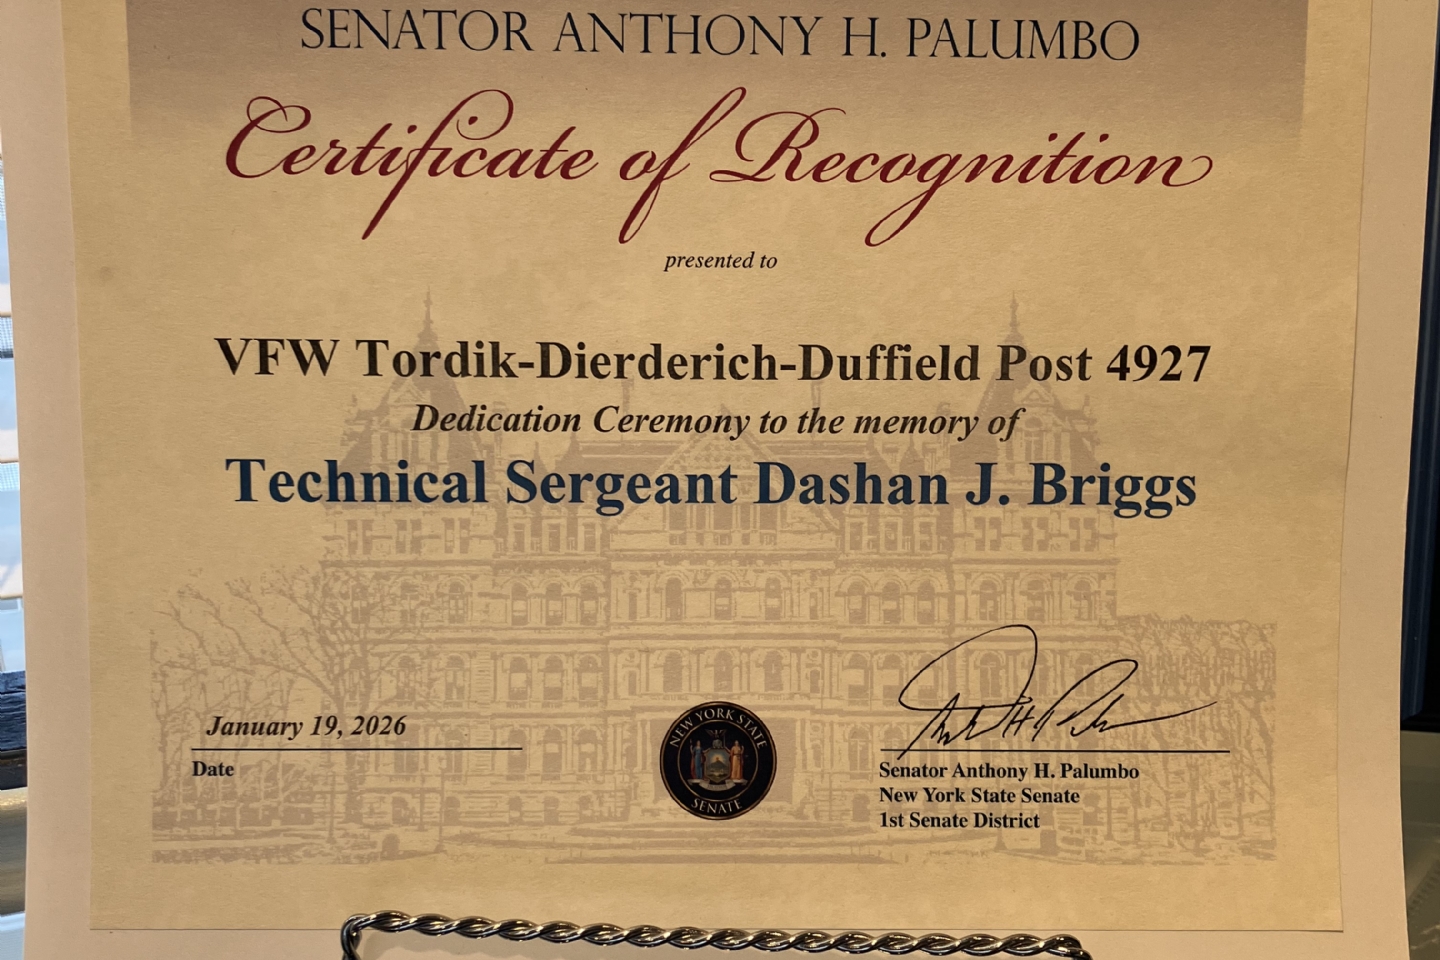 SENATOR ANTHONY H. PALUMBO
Certificate of Recognition
presented to
VFW Tordik-Dierderich-Duffield Post 4927
Dedication Ceremony to the memory of
Technical Sergeant Dashan J. Briggs
January 19, 2026
Date
NEW YORK STATE
SENATE
Senator Anthony H. Palumbo
New York State Senate
1st Senate District